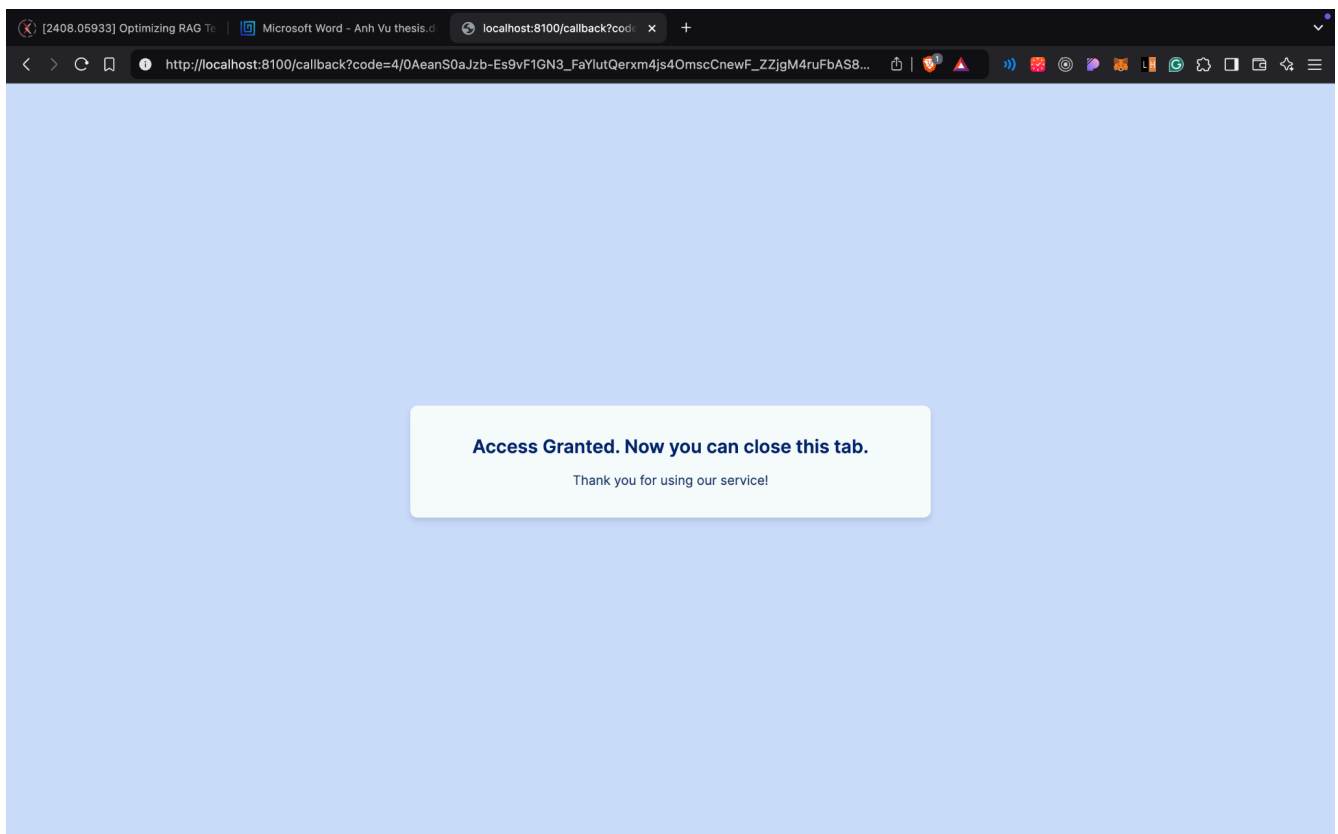 [2408.05933] Optimizing RAG Te
Microsoft Word - Anh Vu thesis.d
localhost:8100/callback?code
http://localhost:8100/callback?code=4/0AeanS0aJzb-Es9vF1GN3_FaYlutQerxm4js4OmscCnewF_ZZjgM4ruFbAS8...
Access Granted. Now you can close this tab.
Thank you for using our service!